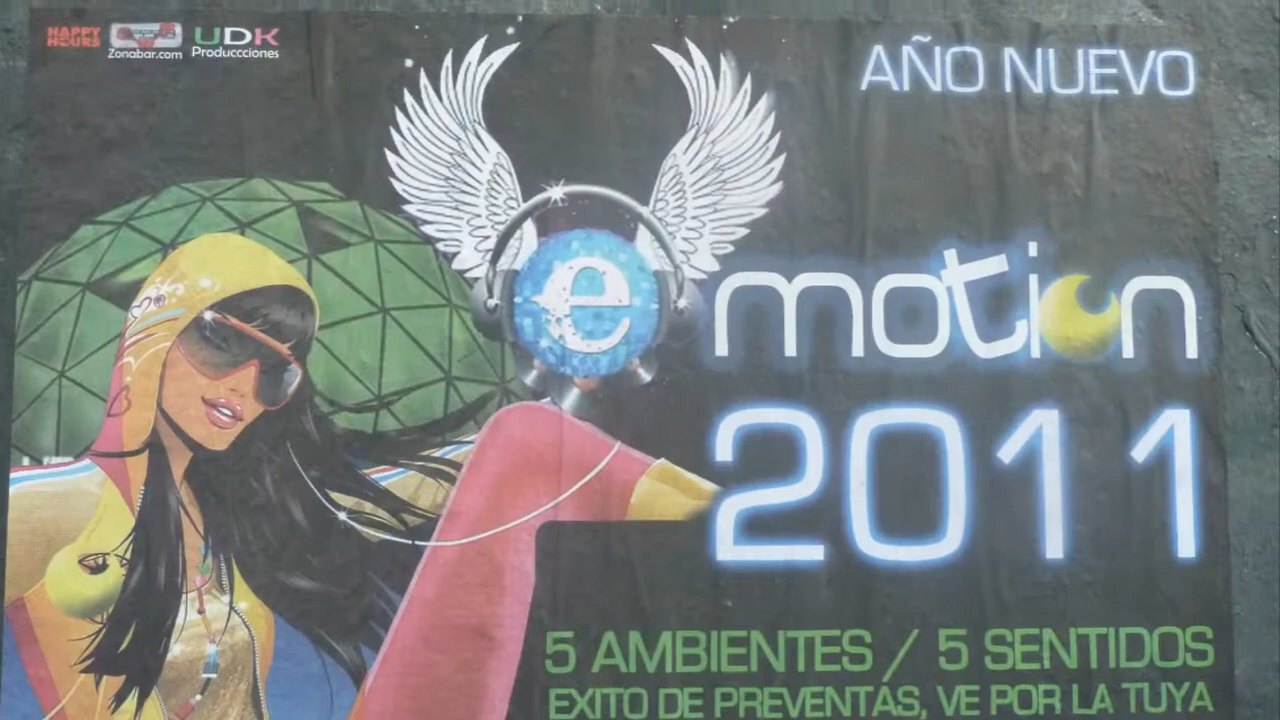 HAPPY HOURS
Zonabar.com
UDK Produccciones
AÑO NUEVO
e motion
2011
5 AMBIENTES / 5 SENTIDOS
EXITO DE PREVENTAS, VE POR LA TUYA